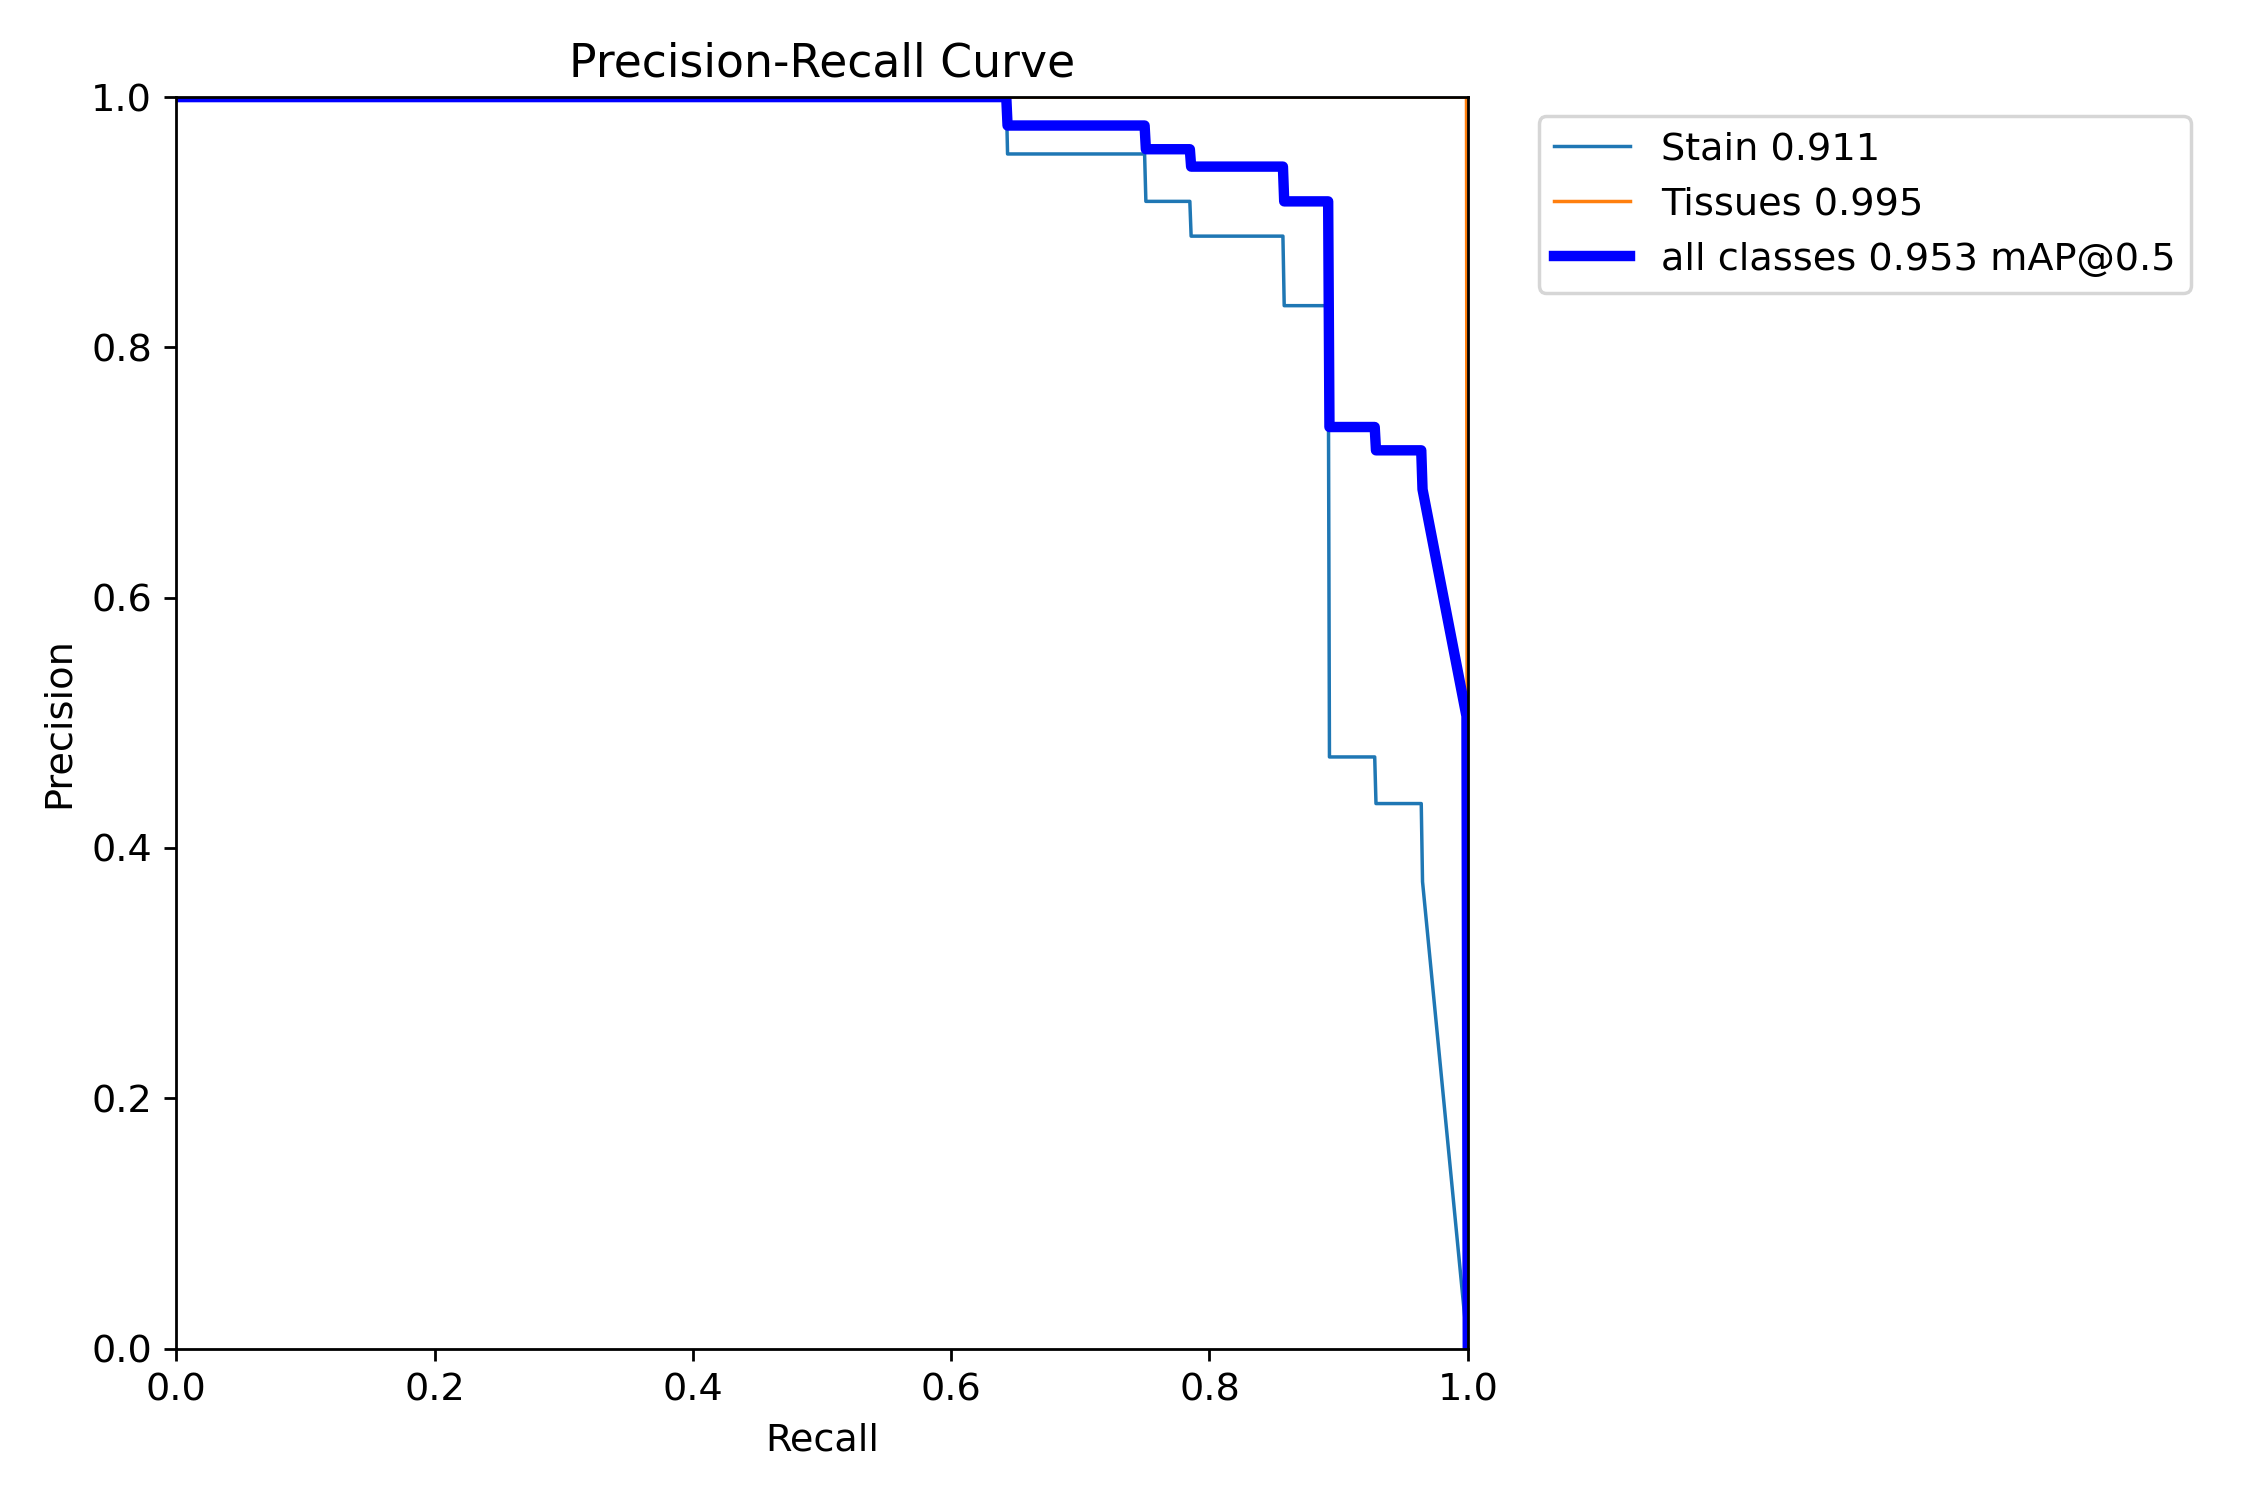 Precision-Recall Curve
1.0
0.8
0.6
0.4
0.2
0.0
Precision
0.0 0.2 0.4 0.6 0.8 1.0
Recall
Stain 0.911
Tissues 0.995
all classes 0.953 mAP@0.5